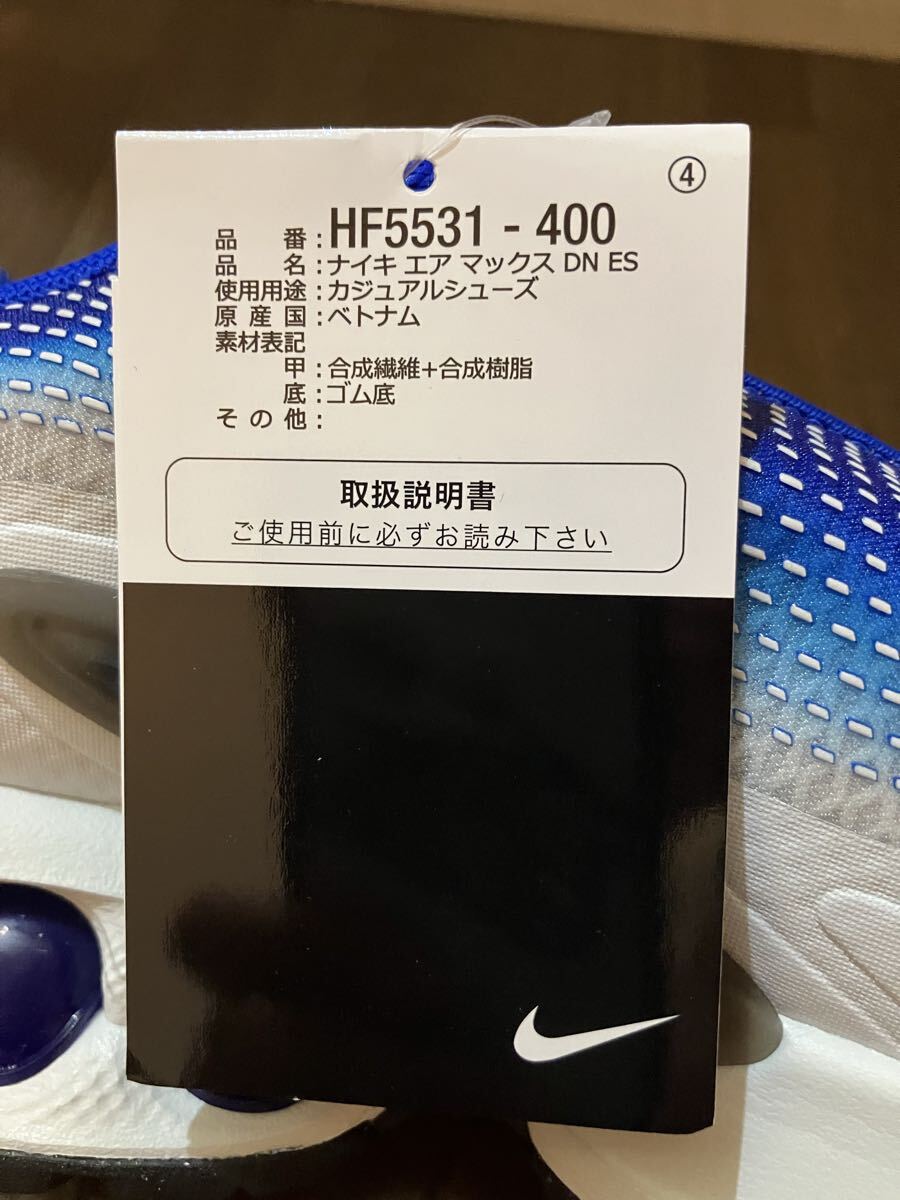 ④
品 番 : HF5531 - 400
品 名 : ナイキ エア マックス DN ES
使用用途 : カジュアルシューズ
原 産 国 : ベトナム
素材表記
甲 : 合成繊維+合成樹脂
底 : ゴム底
そ の 他 :
取扱説明書
ご使用前に必ずお読み下さい